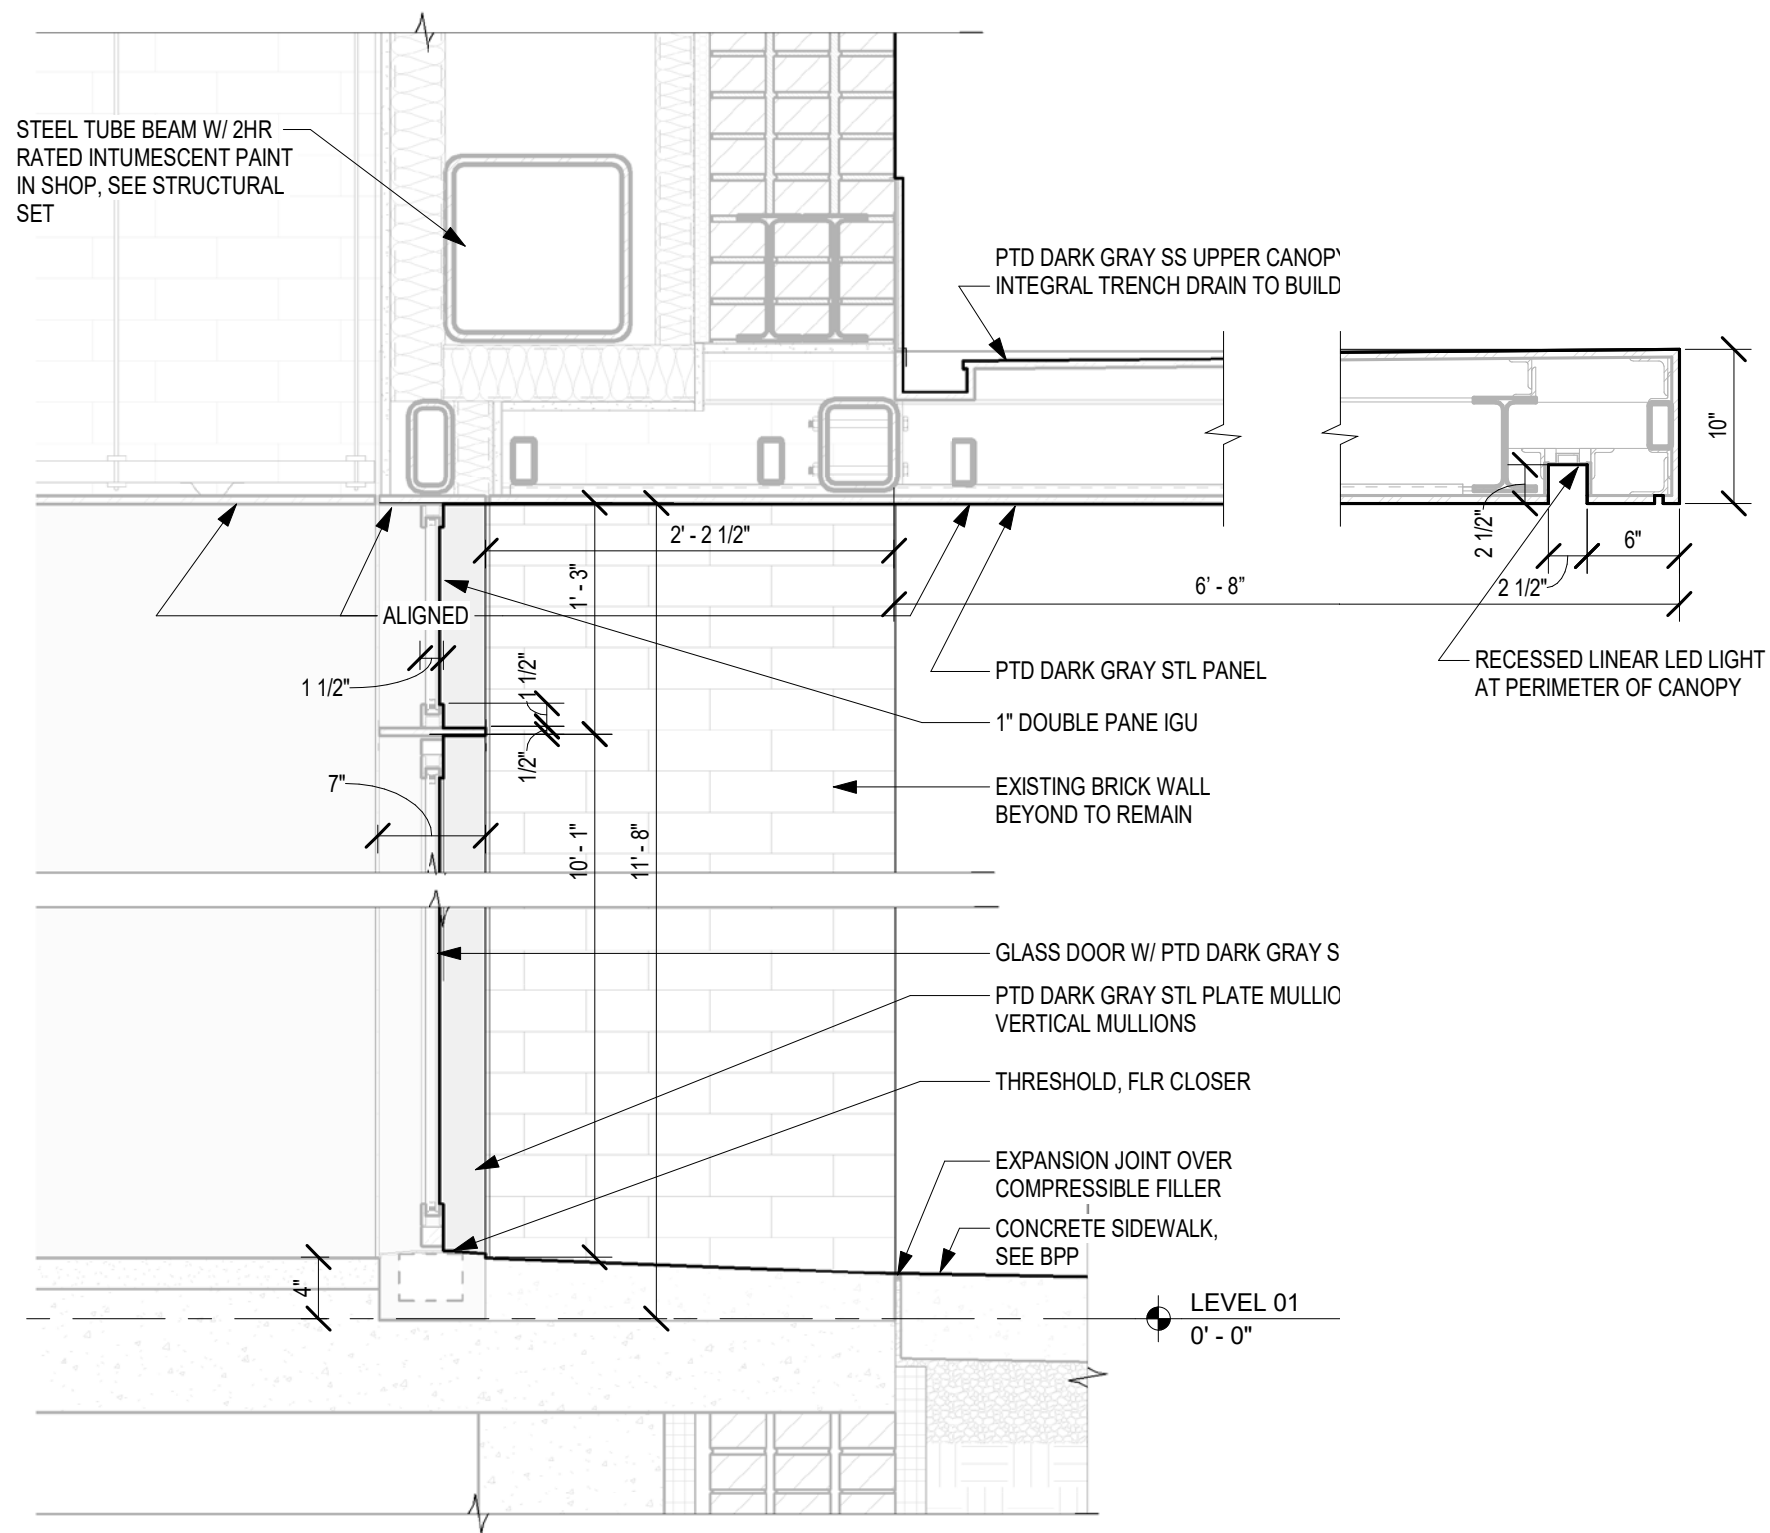 STEEL TUBE BEAM W/ 2HR
RATED INTUMESCENT PAINT
IN SHOP, SEE STRUCTURAL
SET
PTD DARK GRAY SS UPPER CANOPY
INTEGRAL TRENCH DRAIN TO BUILD
10"
2 1/2"
6"
2 1/2"
2' - 2 1/2"
6' - 8"
1' - 3"
ALIGNED
1 1/2"
1 1/2"
1/2"
7"
RECESSED LINEAR LED LIGHT
AT PERIMETER OF CANOPY
PTD DARK GRAY STL PANEL
1" DOUBLE PANE IGU
EXISTING BRICK WALL
BEYOND TO REMAIN
10' - 1"
11' - 8"
GLASS DOOR W/ PTD DARK GRAY S
PTD DARK GRAY STL PLATE MULLIO
VERTICAL MULLIONS
THRESHOLD, FLR CLOSER
EXPANSION JOINT OVER
COMPRESSIBLE FILLER
CONCRETE SIDEWALK,
SEE BPP
4"
LEVEL 01
0' - 0"